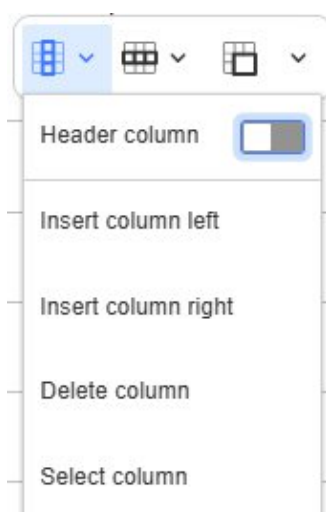 Header column
Insert column left
Insert column right
Delete column
Select column